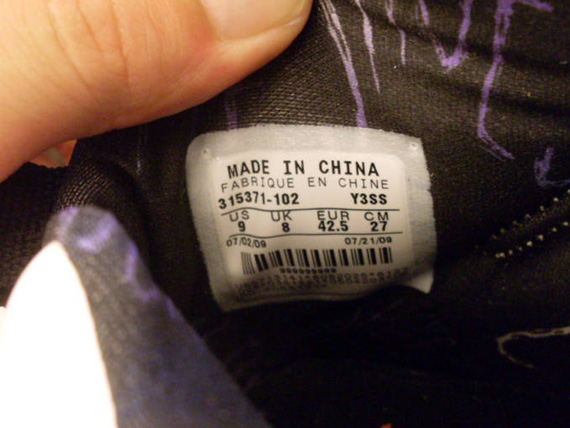 MADE IN CHINA
FABRIQUE EN CHINE
315371-102 Y3SS
US UK EUR CM
9 8 42.5 27
07/02/09 07/21/09